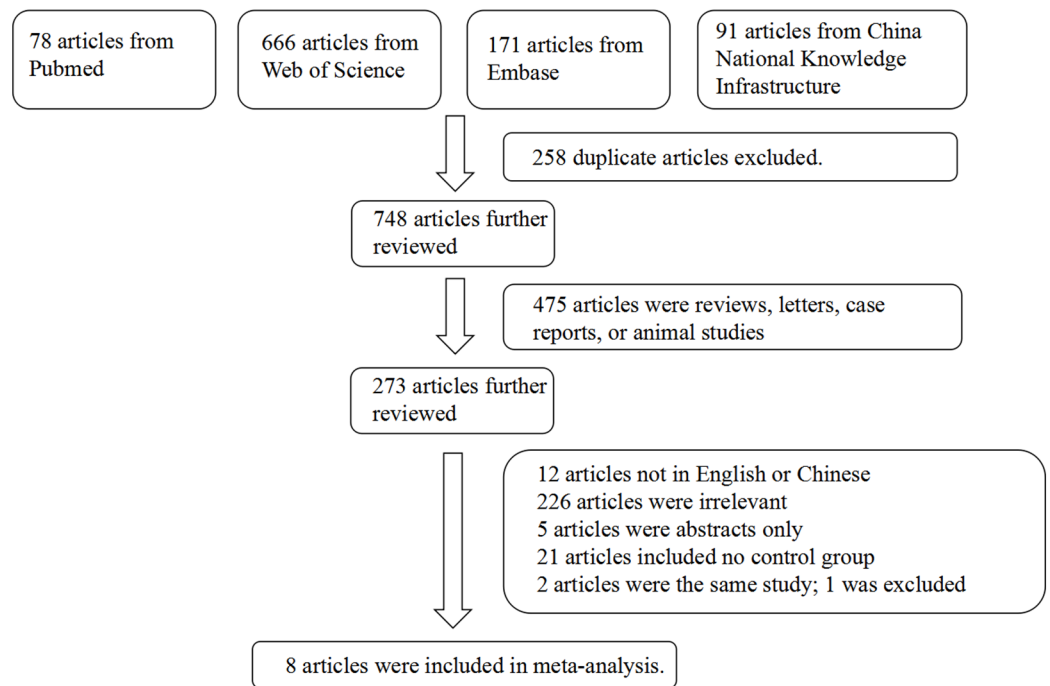 78 articles from
Pubmed
666 articles from
Web of Science
171 articles from
Embase
91 articles from China
National Knowledge
Infrastructure
258 duplicate articles excluded.
748 articles further
reviewed
475 articles were reviews, letters, case
reports, or animal studies
273 articles further
reviewed
12 articles not in English or Chinese
226 articles were irrelevant
5 articles were abstracts only
21 articles included no control group
2 articles were the same study; 1 was excluded
8 articles were included in meta-analysis.